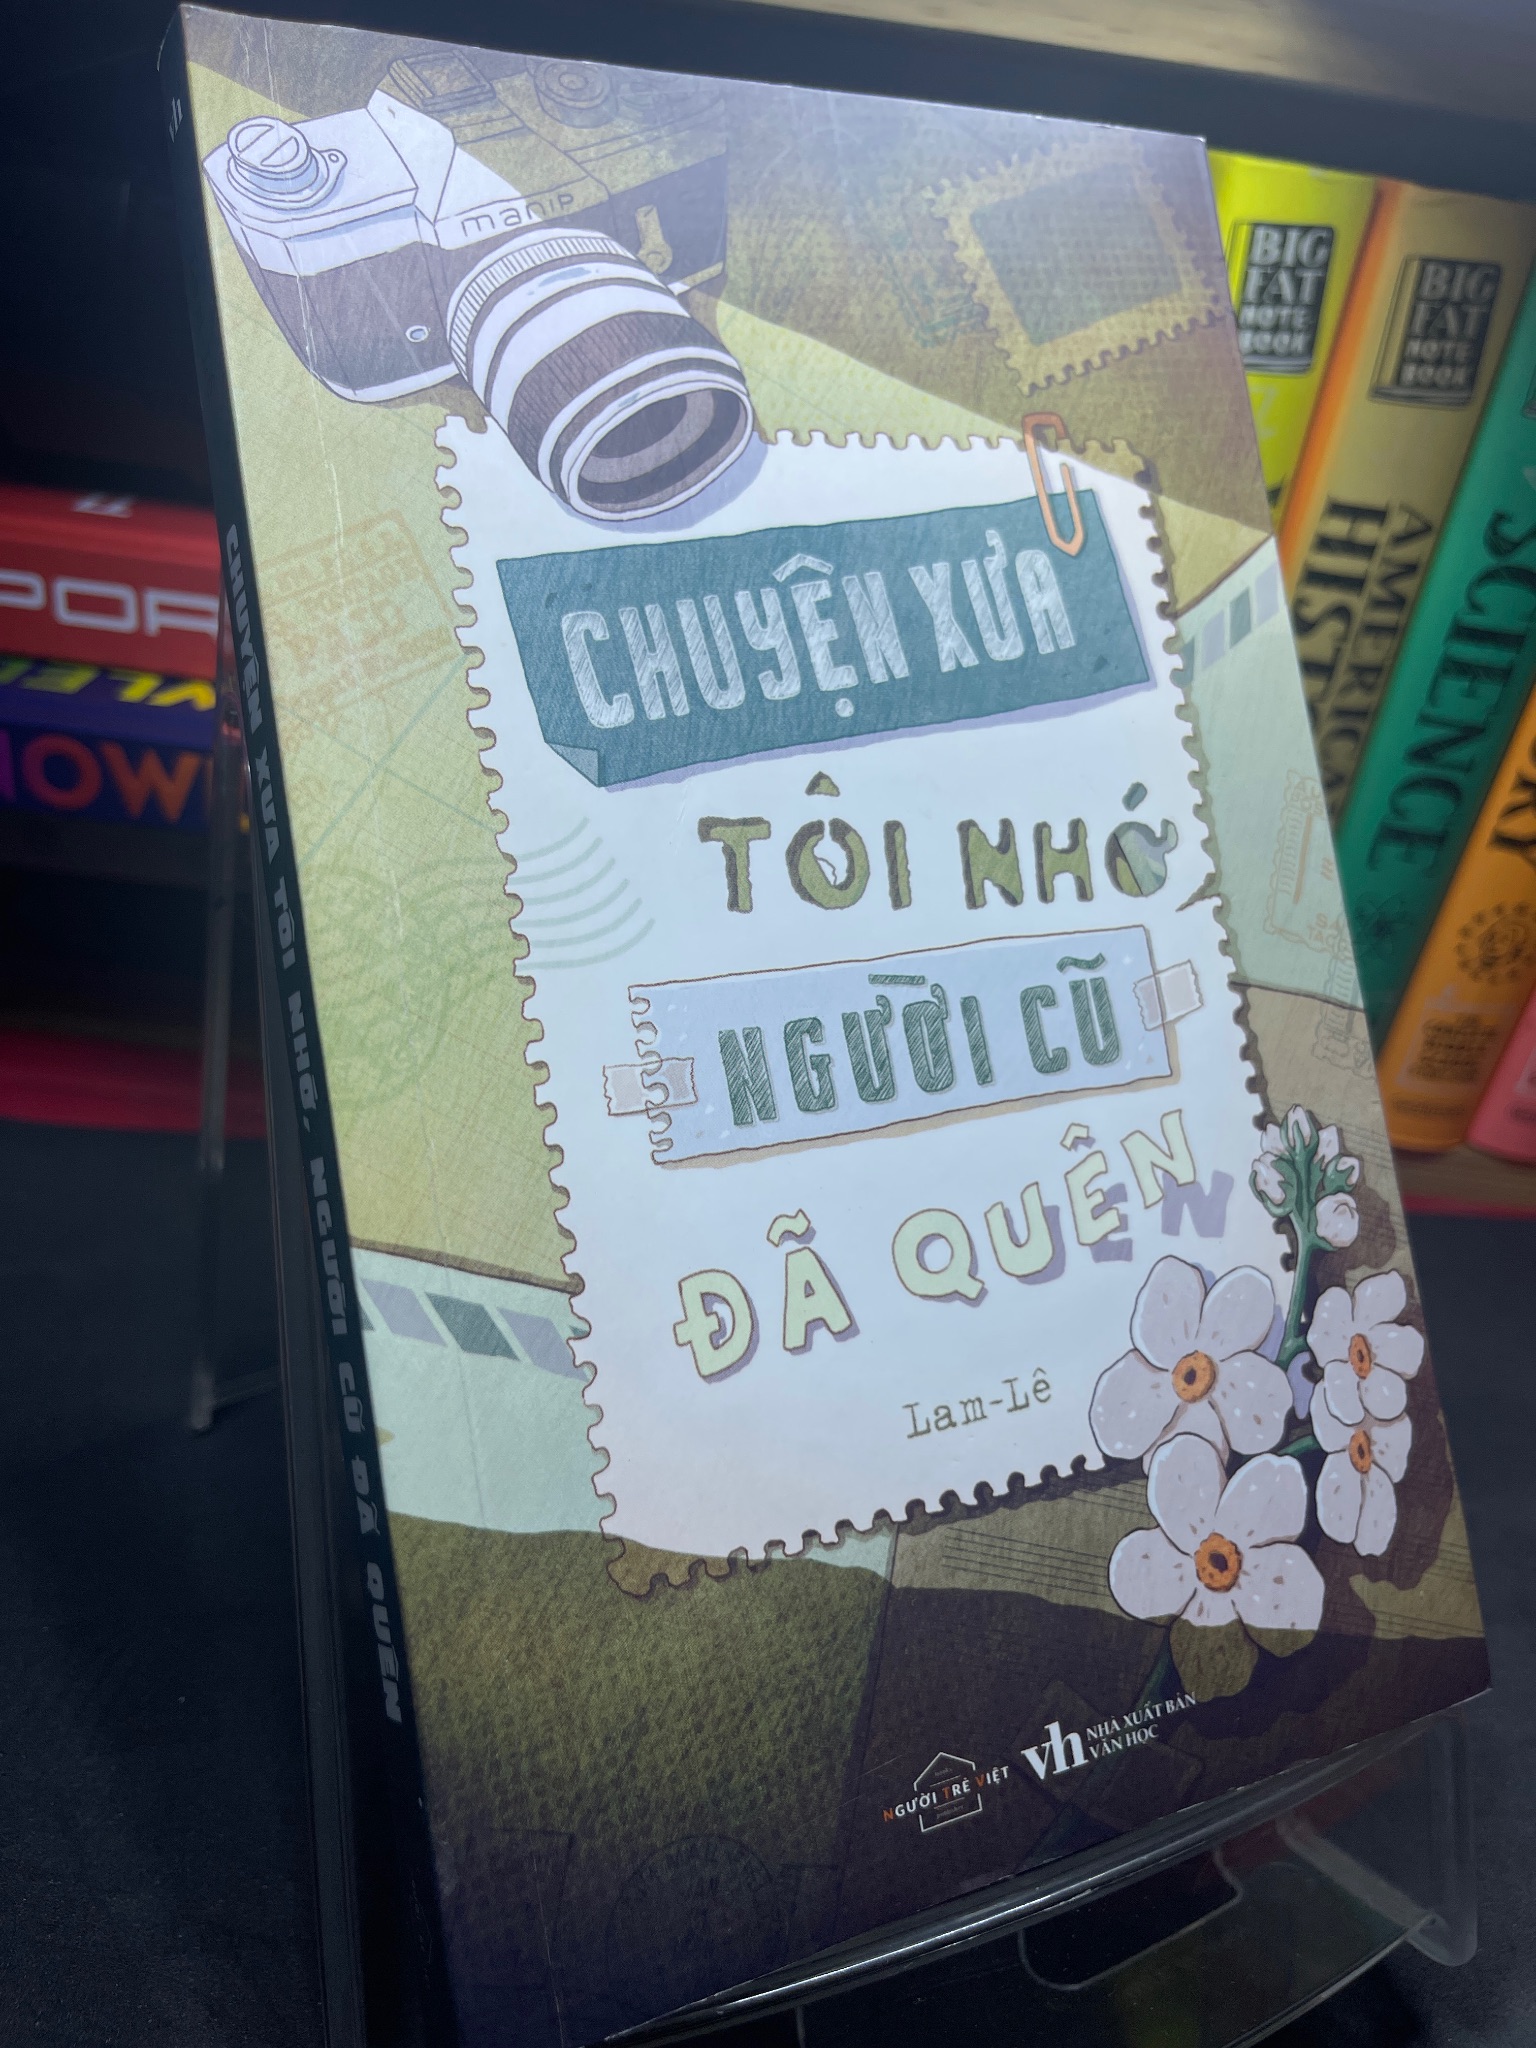 manip
CHUYỆN XƯA
TÔI NHỚ
NGƯỜI CŨ
ĐÃ QUÊN
Lam-Lê
NGƯỜI TRẺ VIỆT
vh NHÀ XUẤT BẢN
VĂN HỌC
vh
CHUYỆN XƯA TÔI NHỚ, NGƯỜI CŨ ĐÃ QUÊN
BIG
FAT
NOTE
BOOK
BIG
FAT
NOTE
BOOK
AMERICAN
SCIENCE